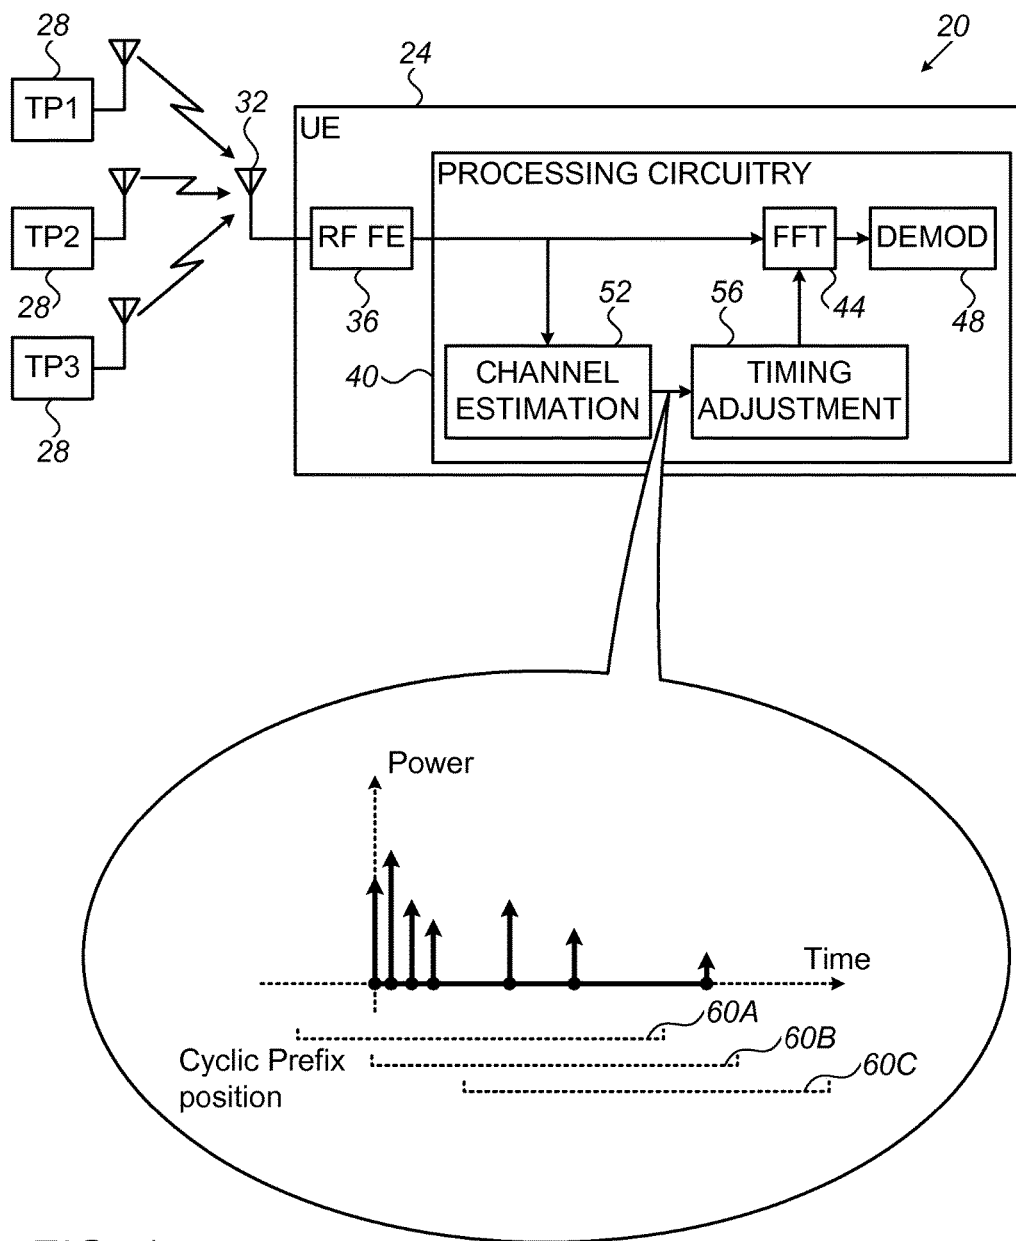 28
20
24
TP1
32
UE
PROCESSING CIRCUITRY
TP2
RF FE
FFT
DEMOD
28
36
52
56
44
48
TP3
40
CHANNEL
ESTIMATION
TIMING
ADJUSTMENT
28
Power
Time
60A
Cyclic Prefix
position
60B
60C